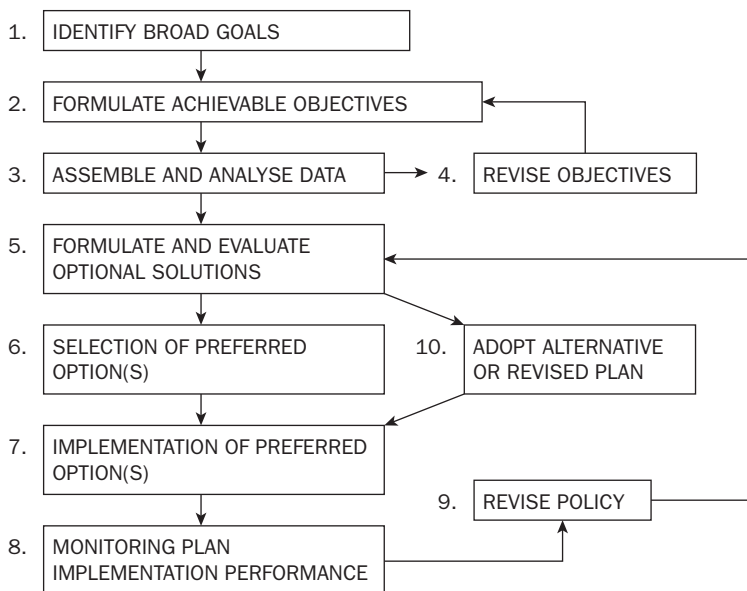 1. IDENTIFY BROAD GOALS
2. FORMULATE ACHIEVABLE OBJECTIVES
3. ASSEMBLE AND ANALYSE DATA
4. REVISE OBJECTIVES
5. FORMULATE AND EVALUATE
OPTIONAL SOLUTIONS
6. SELECTION OF PREFERRED
OPTION(S)
10. ADOPT ALTERNATIVE
OR REVISED PLAN
7. IMPLEMENTATION OF PREFERRED
OPTION(S)
9. REVISE POLICY
8. MONITORING PLAN
IMPLEMENTATION PERFORMANCE